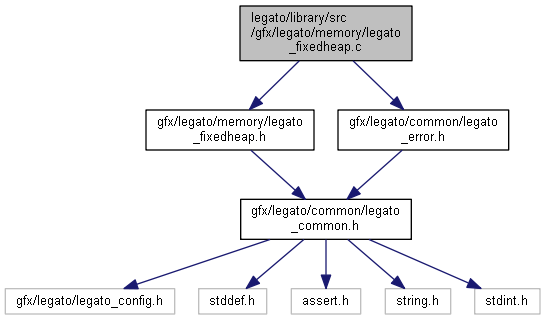 legato/library/src
/gfx/legato/memory/legato
_fixedheap.c
gfx/legato/memory/legato
_fixedheap.h
gfx/legato/common/legato
_error.h
gfx/legato/common/legato
_common.h
gfx/legato/legato_config.h
stddef.h
assert.h
string.h
stdint.h